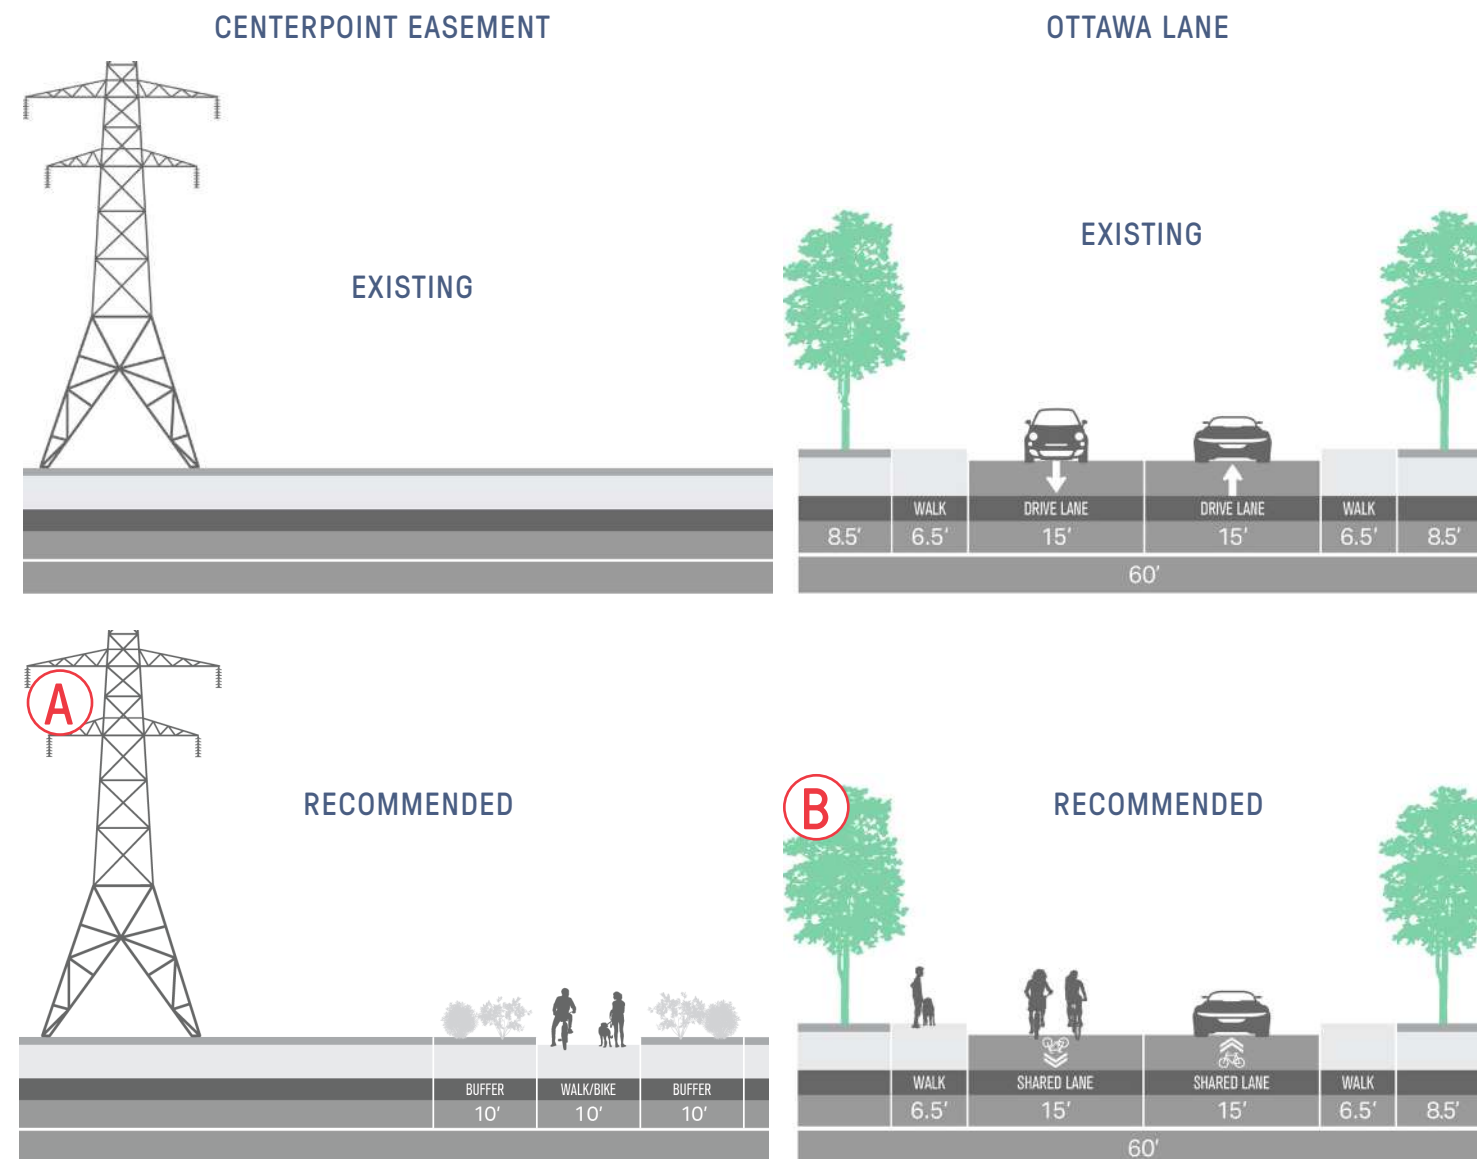 CENTERPOINT EASEMENT
OTTAWA LANE
EXISTING
EXISTING
WALK DRIVE LANE DRIVE LANE WALK
8.5' 6.5' 15' 15' 6.5' 8.5'
60'
A
RECOMMENDED
B
RECOMMENDED
BUFFER WALK/BIKE BUFFER
10' 10' 10'
WALK SHARED LANE SHARED LANE WALK
6.5' 15' 15' 6.5' 8.5'
60'